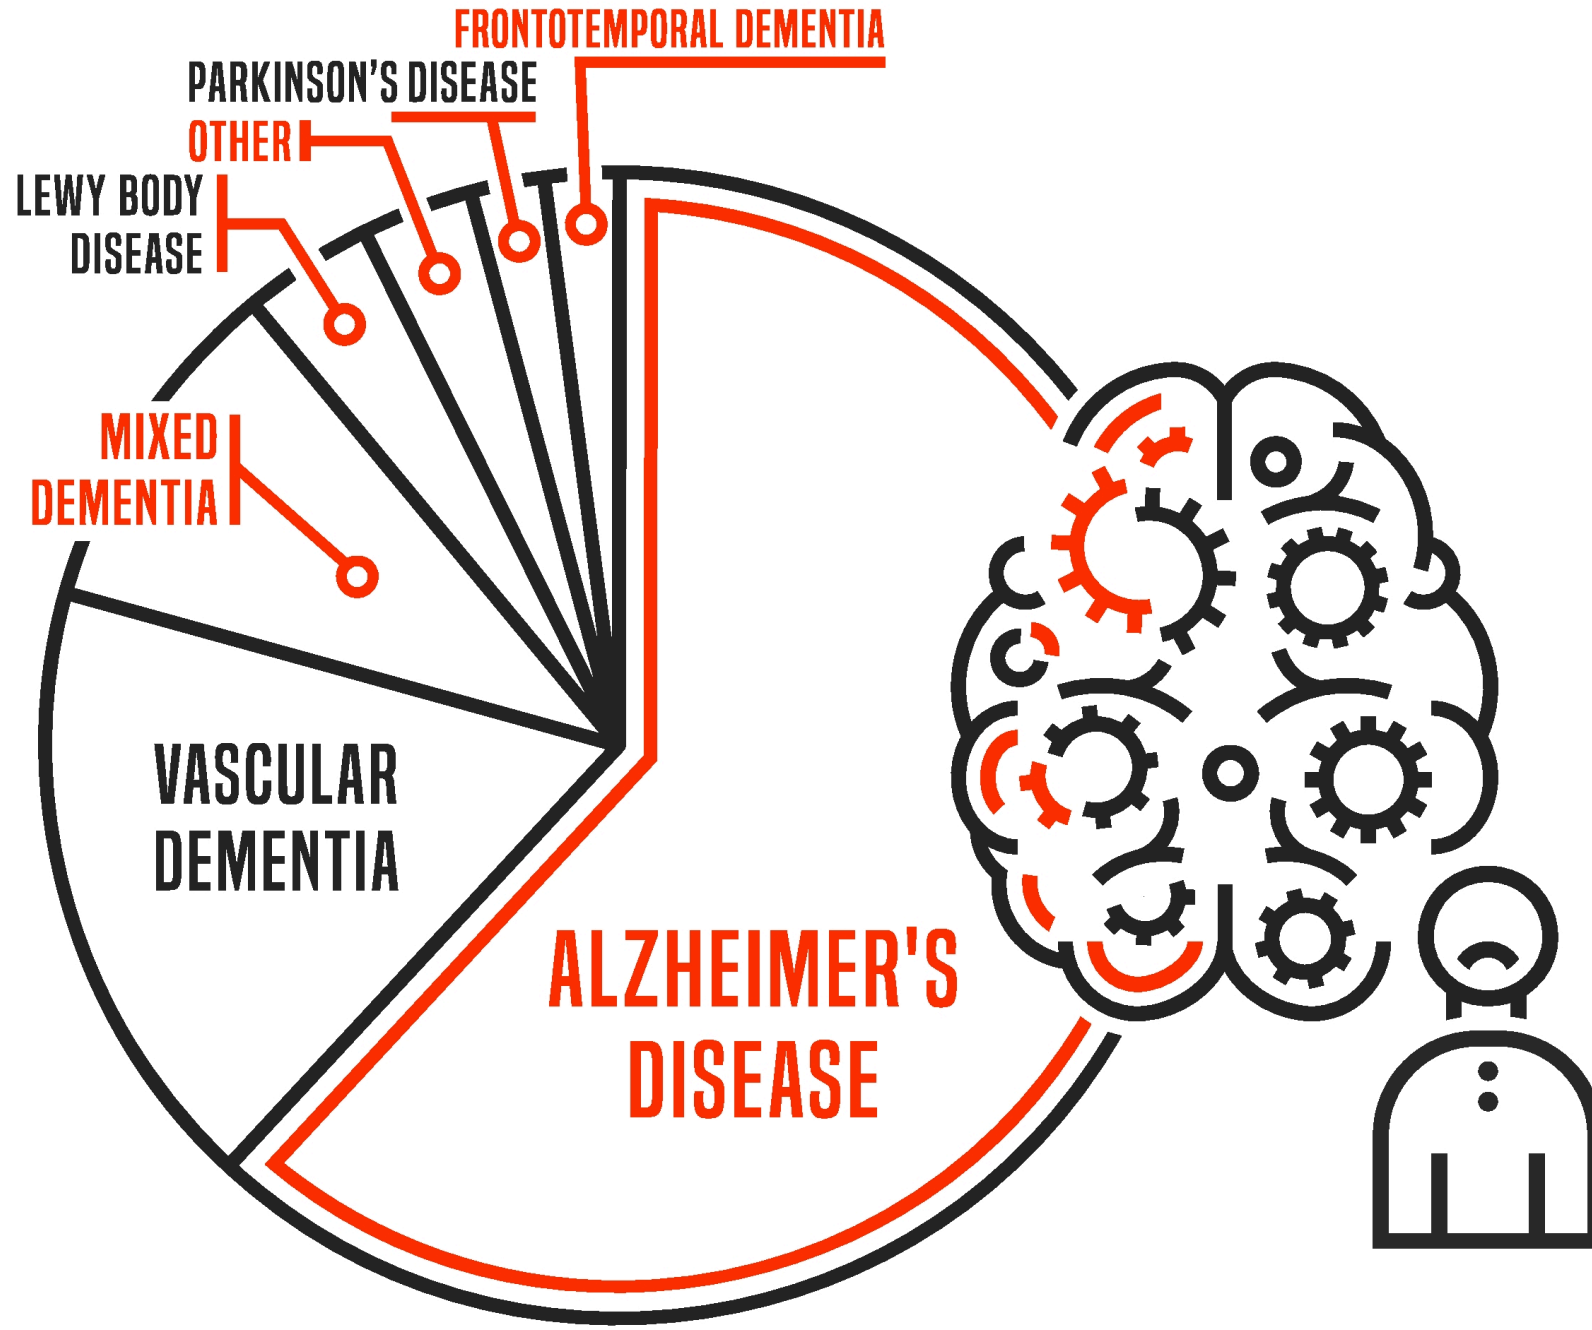 FRONTOTEMPORAL DEMENTIA
PARKINSON'S DISEASE
OTHER
LEWY BODY
DISEASE
MIXED
DEMENTIA
VASCULAR
DEMENTIA
ALZHEIMER'S
DISEASE